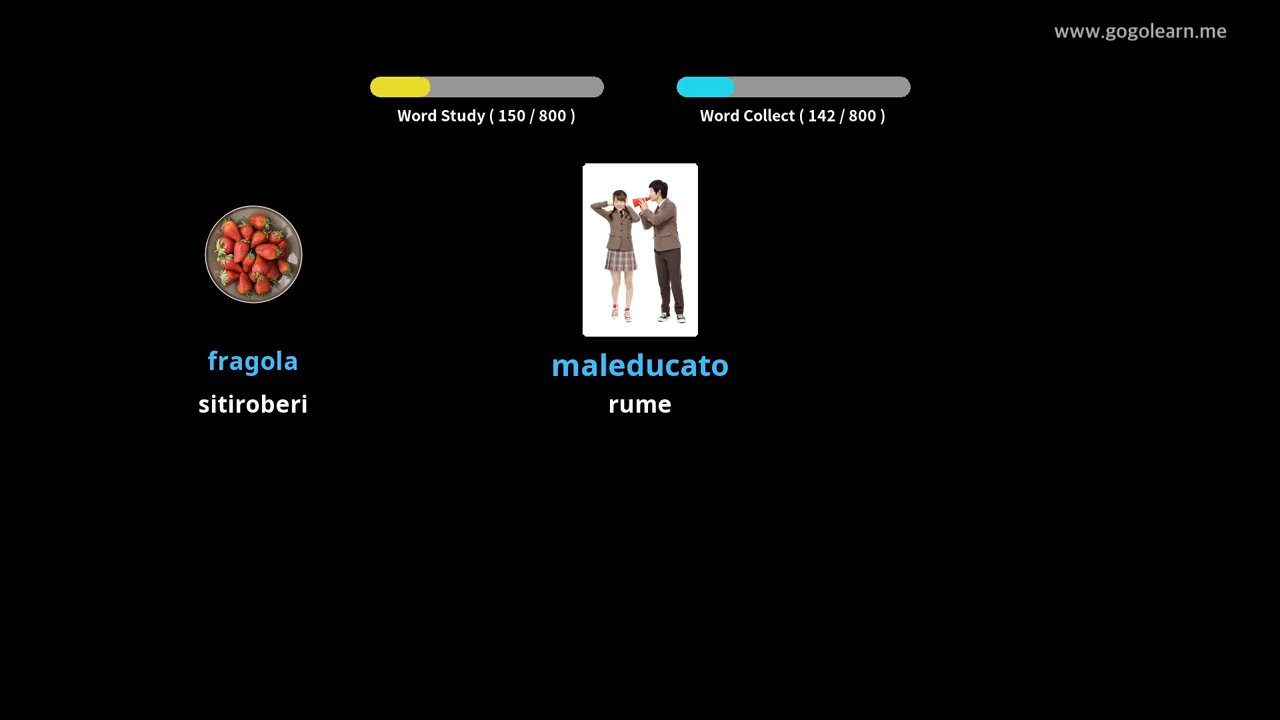 www.gogolearn.me
Word Study ( 150 / 800 )
Word Collect ( 142 / 800 )
fragola
sitiroberi
maleducato
rume